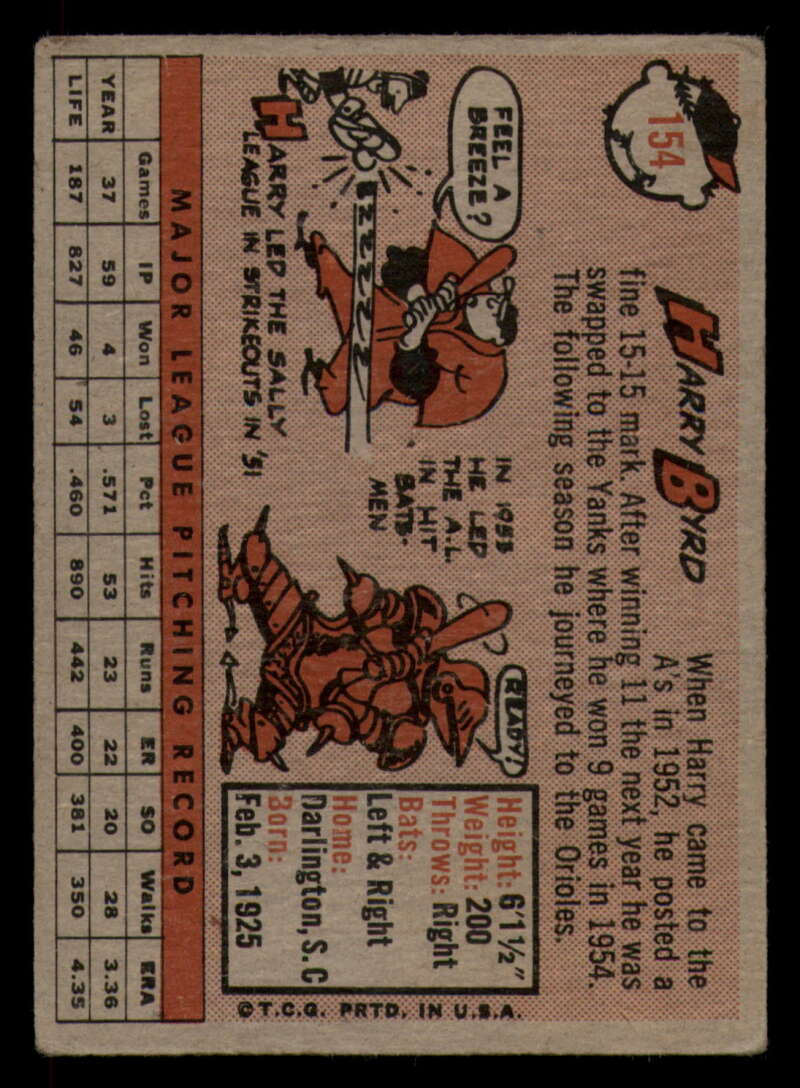 154
HARRY BYRD
When Harry came to the
A's in 1952, he posted a
fine 15-15 mark. After winning 11 the next year he was
swapped to the Yanks where he won 9 games in 1954.
The following season he journeyed to the Orioles.
FEEL A
BREEZE?
ZZZZZZ
HARRY LED THE SALLY
LEAGUE IN STRIKEOUTS IN '51
IN 1953
HE LED
THE A.L.
IN HIT
BATS-
MEN
READY!
Height: 6'1½"
Weight: 200
Throws: Right
Bats:
Left & Right
Home:
Darlington, S.C
Born:
Feb. 3, 1925
© T.C.G. PRTD. IN U.S.A.
MAJOR LEAGUE PITCHING RECORD
Games IP Won Lost Pct Hits Runs ER SO Walks ERA
YEAR 37 59 4 3 .571 53 23 22 20 28 3.36
LIFE 187 827 46 54 .460 890 442 400 381 350 4.35